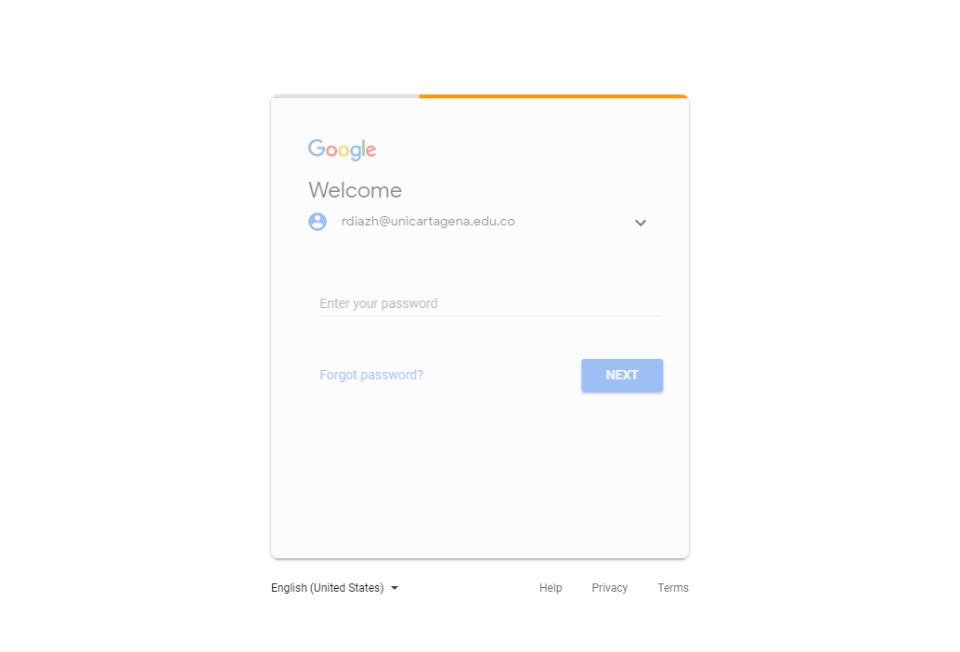 Google
Welcome
rdiazh@unicartagena.edu.co
Enter your password
Forgot password? NEXT
English (United States) Help Privacy Terms